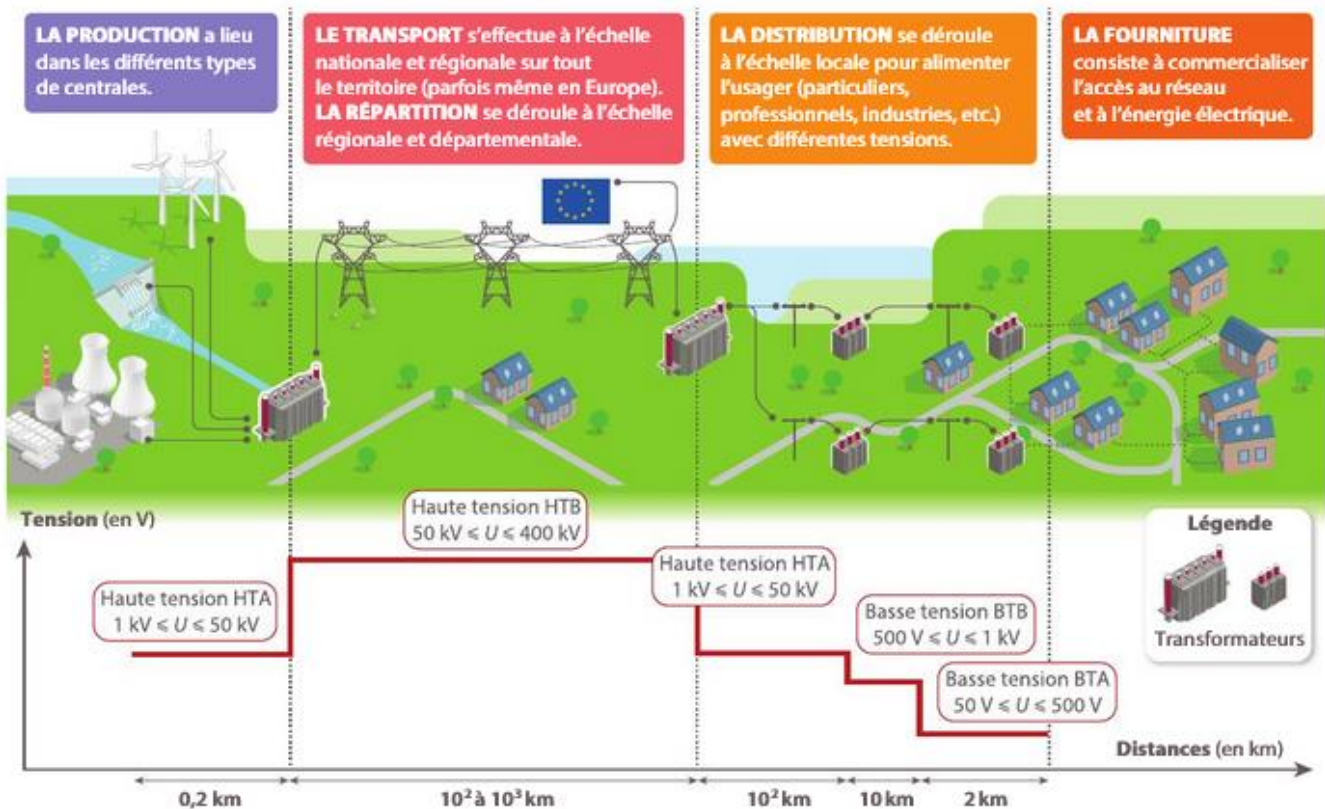 LA PRODUCTION a lieu
dans les différents types
de centrales.
LE TRANSPORT s'effectue à l'échelle
nationale et régionale sur tout
le territoire (parfois même en Europe).
LA RÉPARTITION se déroule à l'échelle
régionale et départementale.
LA DISTRIBUTION se déroule
à l'échelle locale pour alimenter
l'usager (particuliers,
professionnels, industries, etc.)
avec différentes tensions.
LA FOURNITURE
consiste à commercialiser
l'accès au réseau
et à l'énergie électrique.
Tension (en V)
Haute tension HTA
1 kV ⩽ U ⩽ 50 kV
Haute tension HTB
50 kV ⩽ U ⩽ 400 kV
Haute tension HTA
1 kV ⩽ U ⩽ 50 kV
Basse tension BTB
500 V ⩽ U ⩽ 1 kV
Basse tension BTA
50 V ⩽ U ⩽ 500 V
Légende
Transformateurs
Distances (en km)
0,2 km
10² à 10³ km
10² km
10 km
2 km